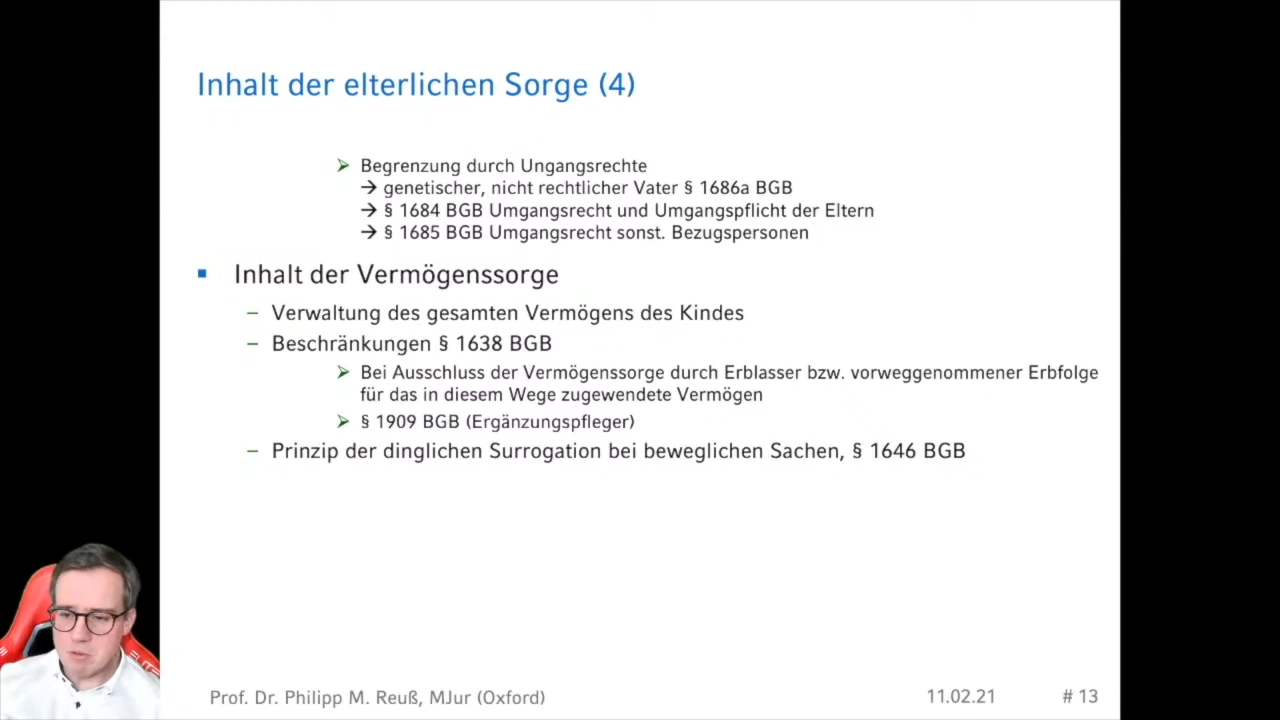 Inhalt der elterlichen Sorge (4)
➢ Begrenzung durch Ungangsrechte
→ genetischer, nicht rechtlicher Vater § 1686a BGB
→ § 1684 BGB Umgangsrecht und Umgangspflicht der Eltern
→ § 1685 BGB Umgangsrecht sonst. Bezugspersonen
▪ Inhalt der Vermögenssorge
– Verwaltung des gesamten Vermögens des Kindes
– Beschränkungen § 1638 BGB
➢ Bei Ausschluss der Vermögenssorge durch Erblasser bzw. vorweggenommener Erbfolge
für das in diesem Wege zugewendete Vermögen
➢ § 1909 BGB (Ergänzungspfleger)
– Prinzip der dinglichen Surrogation bei beweglichen Sachen, § 1646 BGB
Prof. Dr. Philipp M. Reuß, MJur (Oxford) 11.02.21 # 13